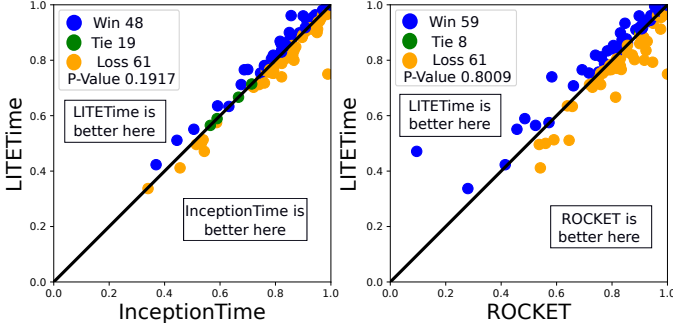 Win 48
Tie 19
Loss 61
P-Value 0.1917
LITETime is
better here
InceptionTime is
better here
1.0
0.8
0.6
0.4
0.2
0.0
0.0
0.2
0.4
0.6
0.8
1.0
LITETime
InceptionTime
Win 59
Tie 8
Loss 61
P-Value 0.8009
LITETime is
better here
ROCKET is
better here
1.0
0.8
0.6
0.4
0.2
0.0
0.0
0.2
0.4
0.6
0.8
1.0
LITETime
ROCKET